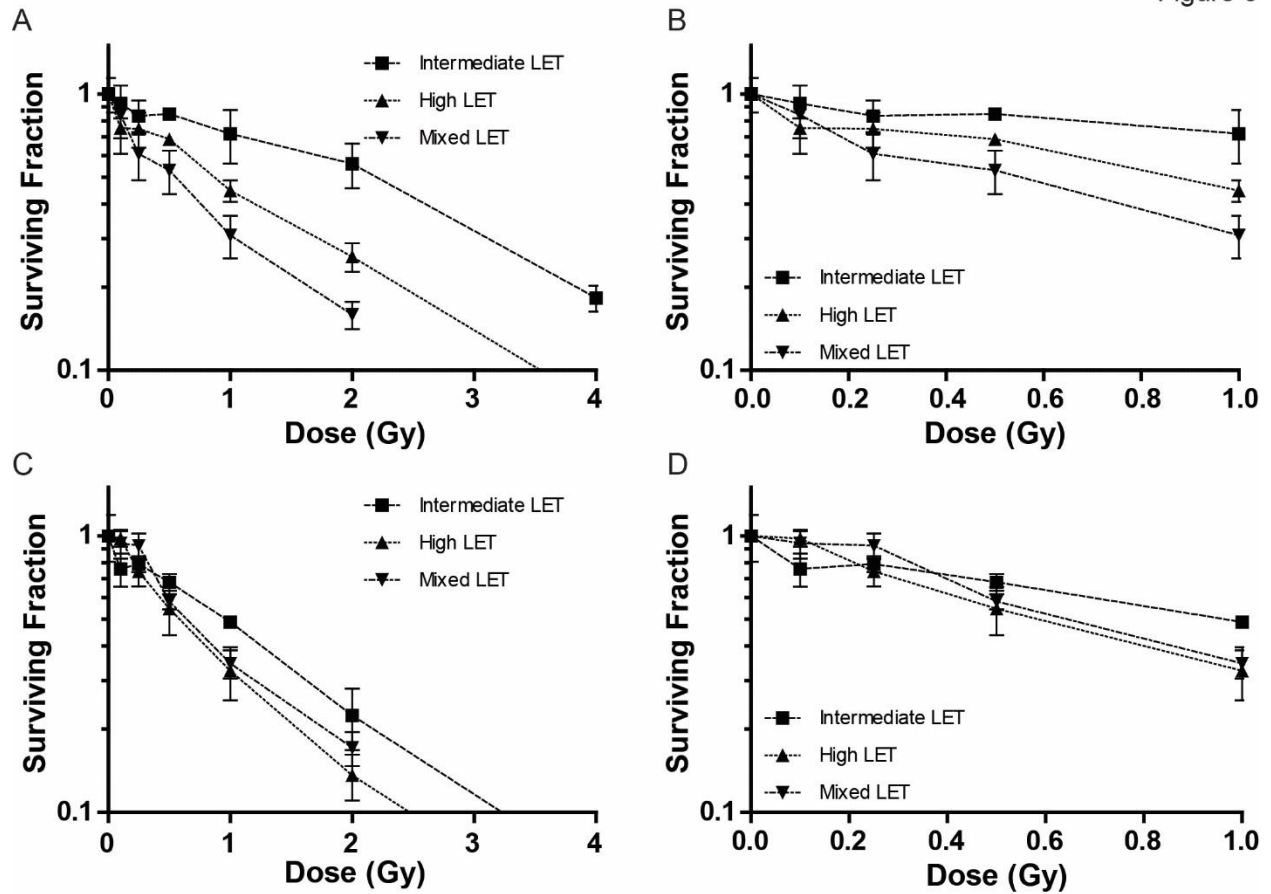 A
Surviving Fraction
1
0.1
Intermediate LET
High LET
Mixed LET
0 1 2 3 4
Dose (Gy)
B
Surviving Fraction
1
0.1
Intermediate LET
High LET
Mixed LET
0.0 0.2 0.4 0.6 0.8 1.0
Dose (Gy)
C
Surviving Fraction
1
0.1
Intermediate LET
High LET
Mixed LET
0 1 2 3 4
Dose (Gy)
D
Surviving Fraction
1
0.1
Intermediate LET
High LET
Mixed LET
0.0 0.2 0.4 0.6 0.8 1.0
Dose (Gy)